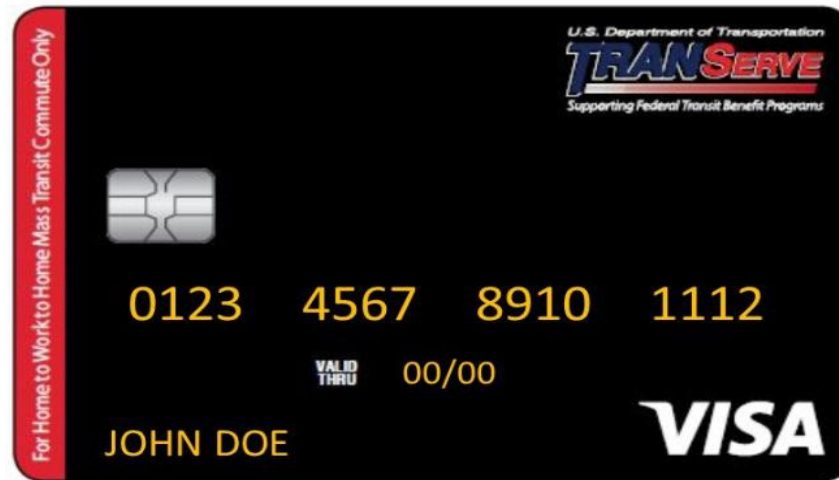 For Home to Work to Home Mass Transit Commute Only
U.S. Department of Transportation
TRANSERVE
Supporting Federal Transit Benefit Programs
0123 4567 8910 1112
VALID
THRU 00/00
JOHN DOE
VISA